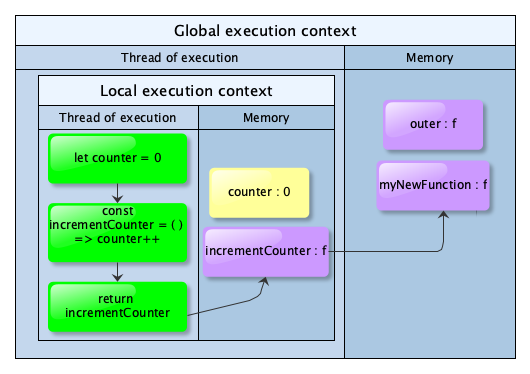 Global execution context
Thread of execution
Memory
Local execution context
Thread of execution
Memory
let counter = 0
const
incrementCounter = ( )
=> counter++
return
incrementCounter
counter : 0
incrementCounter : f
outer : f
myNewFunction : f